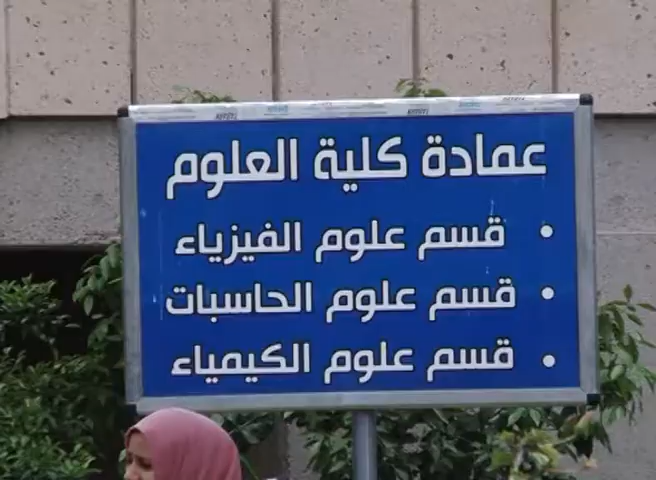 عمادة كلية العلوم
• قسم علوم الفيزياء
• قسم علوم الحاسبات
• قسم علوم الكيمياء